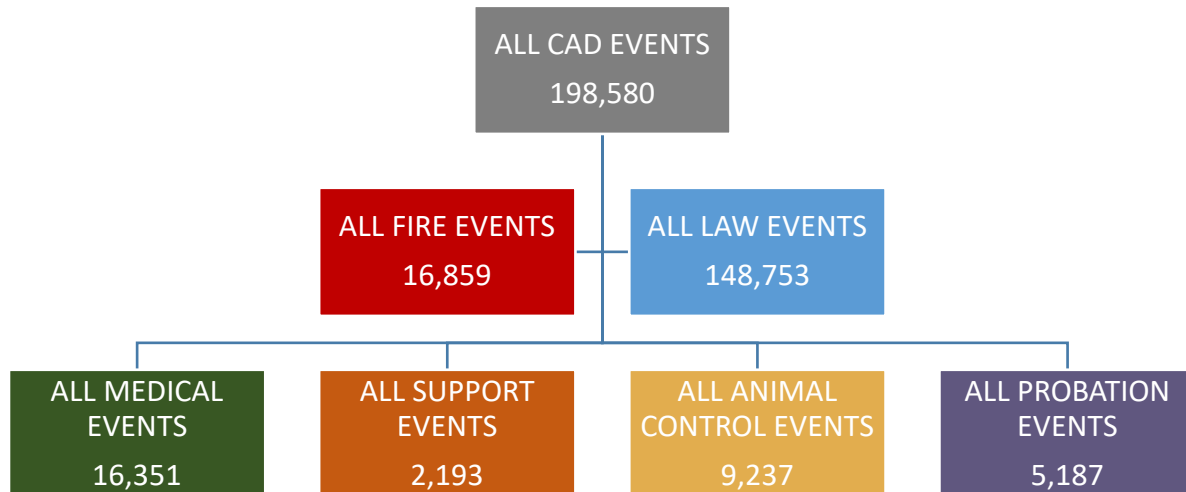 ALL CAD EVENTS
198,580
ALL FIRE EVENTS
16,859
ALL LAW EVENTS
148,753
ALL MEDICAL
EVENTS
16,351
ALL SUPPORT
EVENTS
2,193
ALL ANIMAL
CONTROL EVENTS
9,237
ALL PROBATION
EVENTS
5,187